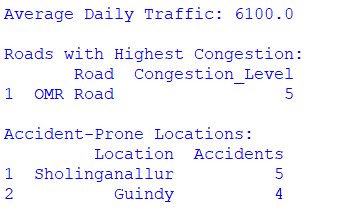 Average Daily Traffic: 6100.0
Roads with Highest Congestion:
Road Congestion_Level
1 OMR Road 5
Accident-Prone Locations:
Location Accidents
1 Sholinganallur 5
2 Guindy 4